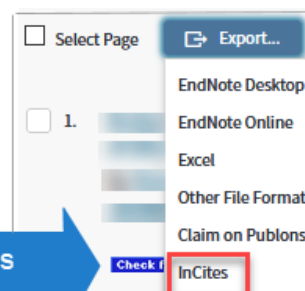 Select Page
Export...
EndNote Desktop
1.
EndNote Online
Excel
Other File Format
Claim on Publons
s
Check f
InCites